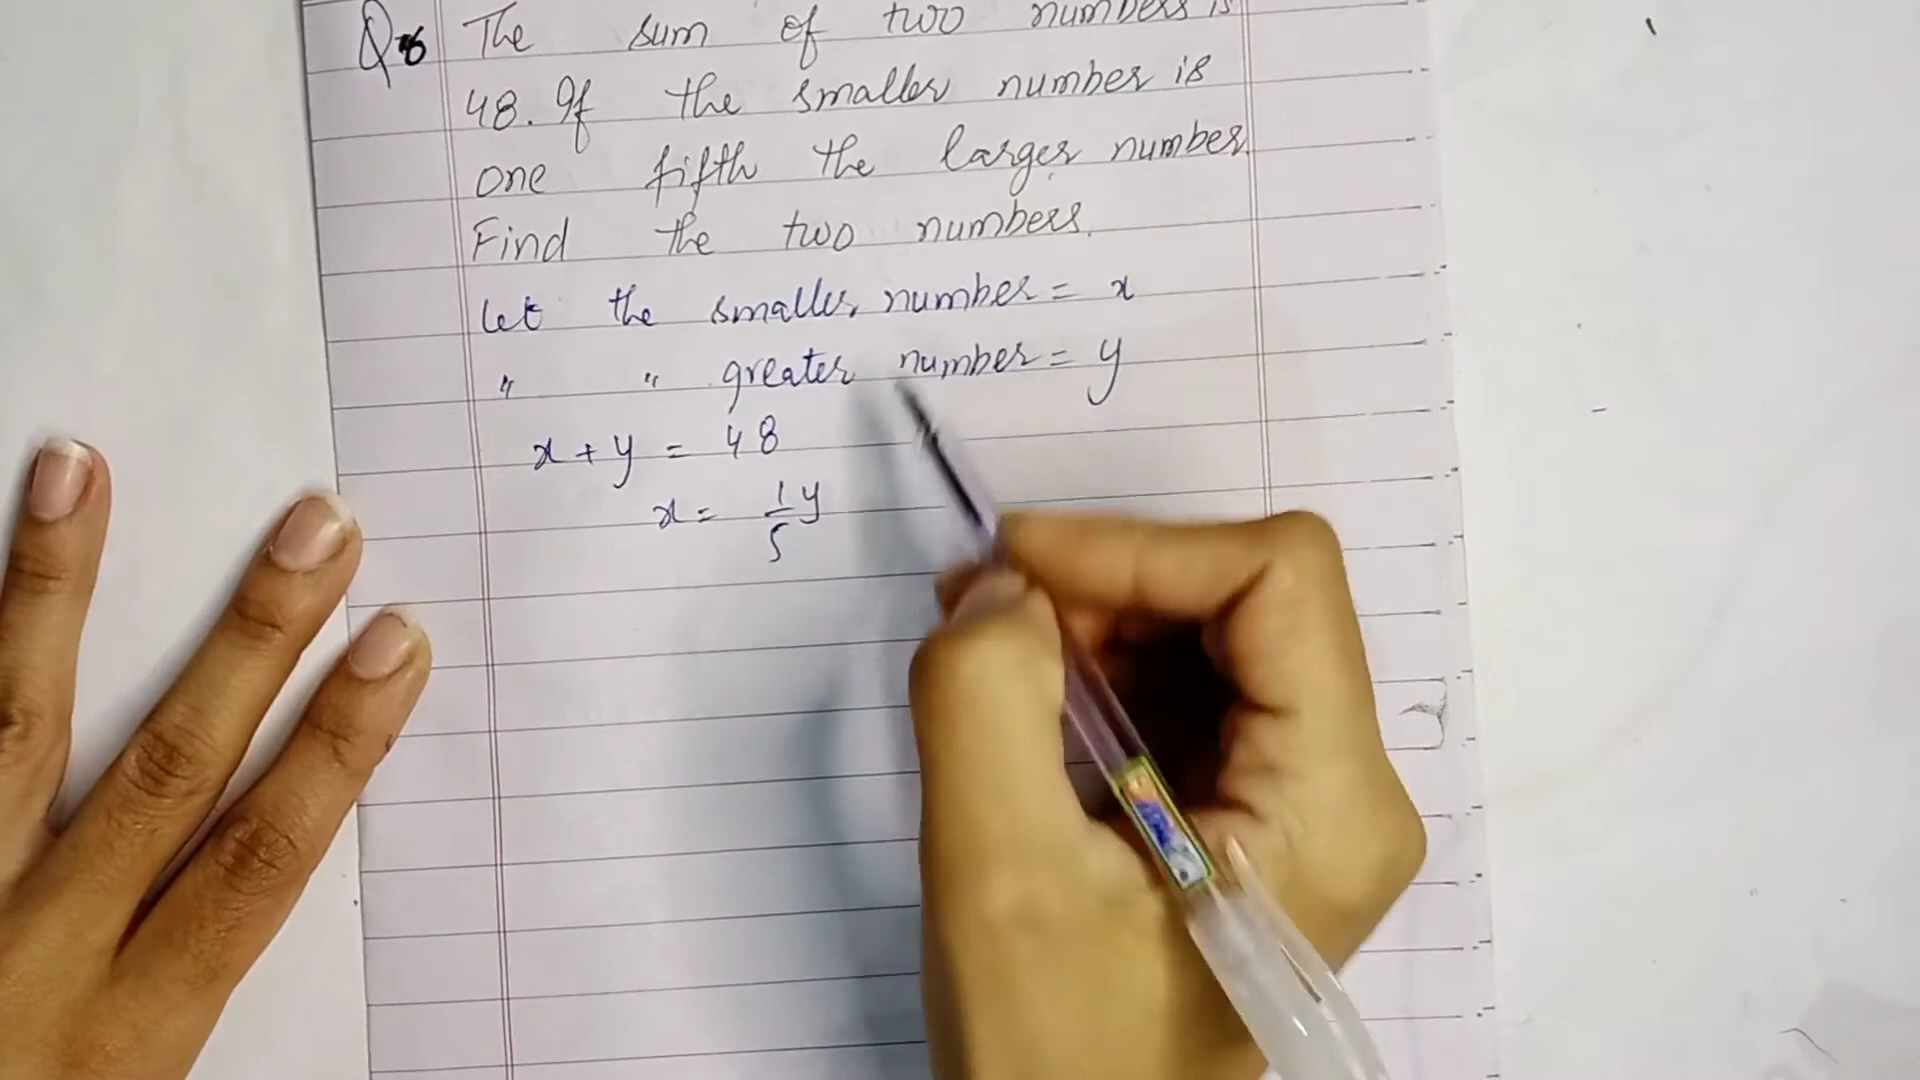 Q-6 The sum of two numbers is
48. If the smaller number is
one fifth the larger number.
Find the two numbers.
Let the smaller number = x
" " greater number = y
x + y = 48
x = 1/5 y